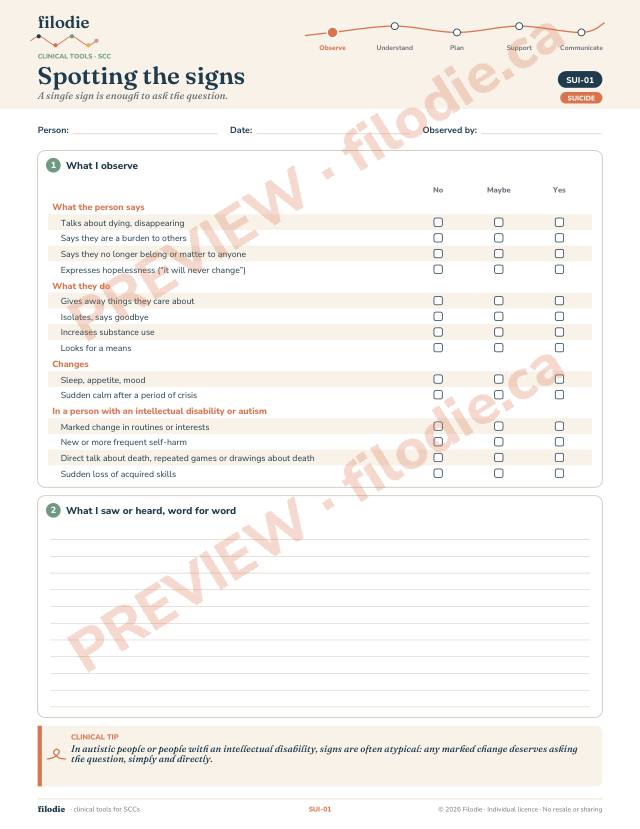 filodie
CLINICAL TOOLS · SCC
Spotting the signs
A single sign is enough to ask the question.
Observe Understand Plan Support Communicate
SUI-01
SUICIDE
Person: Date: Observed by:
1 What I observe
No Maybe Yes
What the person says
Talks about dying, disappearing
Says they are a burden to others
Says they no longer belong or matter to anyone
Expresses hopelessness (“it will never change”)
What they do
Gives away things they care about
Isolates, says goodbye
Increases substance use
Looks for a means
Changes
Sleep, appetite, mood
Sudden calm after a period of crisis
In a person with an intellectual disability or autism
Marked change in routines or interests
New or more frequent self-harm
Direct talk about death, repeated games or drawings about death
Sudden loss of acquired skills
PREVIEW · filodie.ca
2 What I saw or heard, word for word
PREVIEW · filodie.ca
CLINICAL TIP
In autistic people or people with an intellectual disability, signs are often atypical: any marked change deserves asking
the question, simply and directly.
filodie · clinical tools for SCCs SUI-01 © 2026 Filodie · Individual licence · No resale or sharing